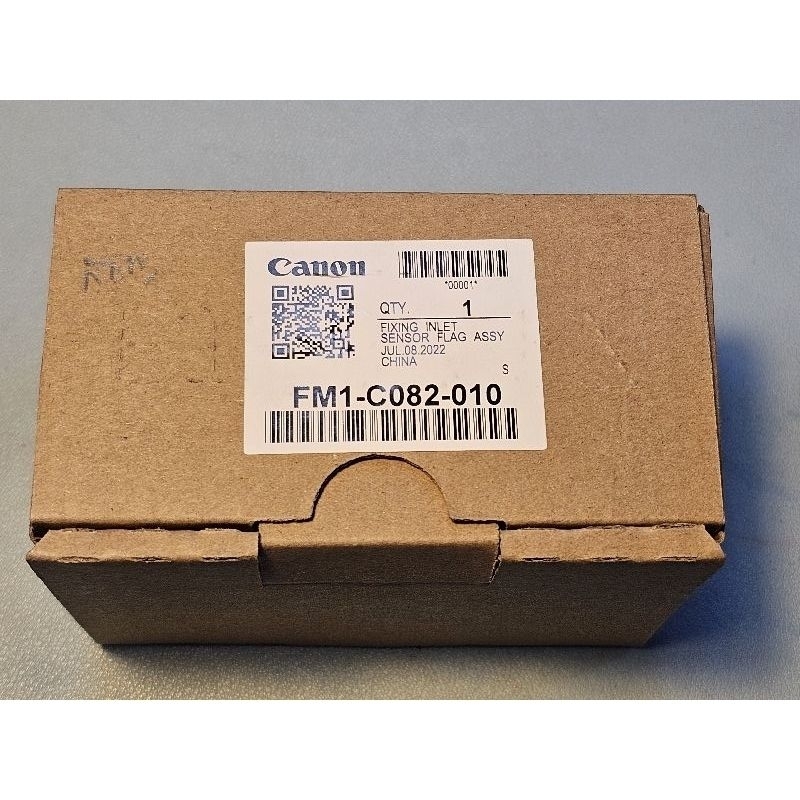 Canon
*00001*
QTY. 1
FIXING INLET
SENSOR FLAG ASSY
JUL.08.2022
CHINA
S
FM1-C082-010